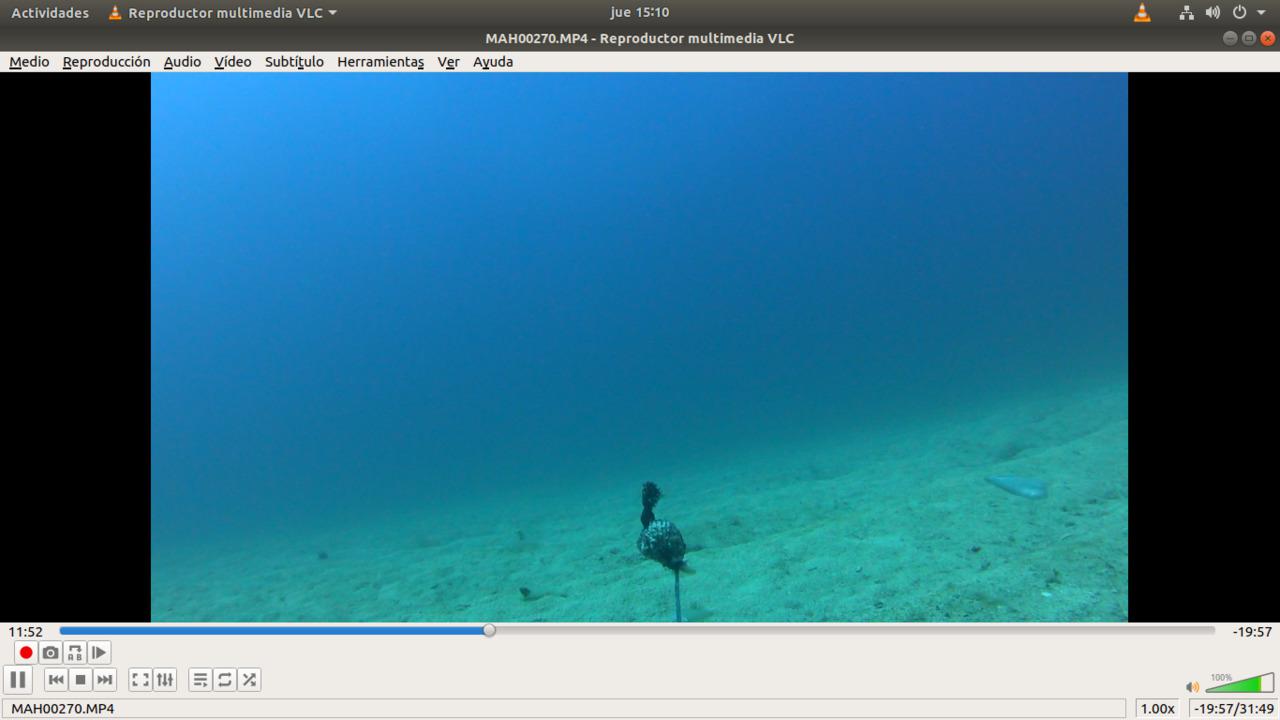 Actividades Reproductor multimedia VLC jue 15:10
MAH00270.MP4 - Reproductor multimedia VLC
Medio Reproducción Audio Vídeo Subtítulo Herramientas Ver Ayuda
11:52 -19:57
A B
100%
MAH00270.MP4 1.00x -19:57/31:49